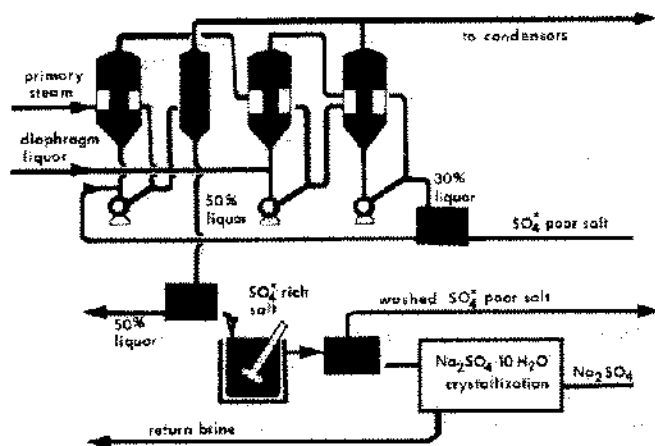 to condensors
primary
steam
diaphragm
liquor
50%
liquor
30%
liquor
SO₄⁼ poor salt
SO₄⁼ rich
salt
washed SO₄⁼ poor salt
50%
liquor
Na₂SO₄·10 H₂O
crystallization
Na₂SO₄
return brine